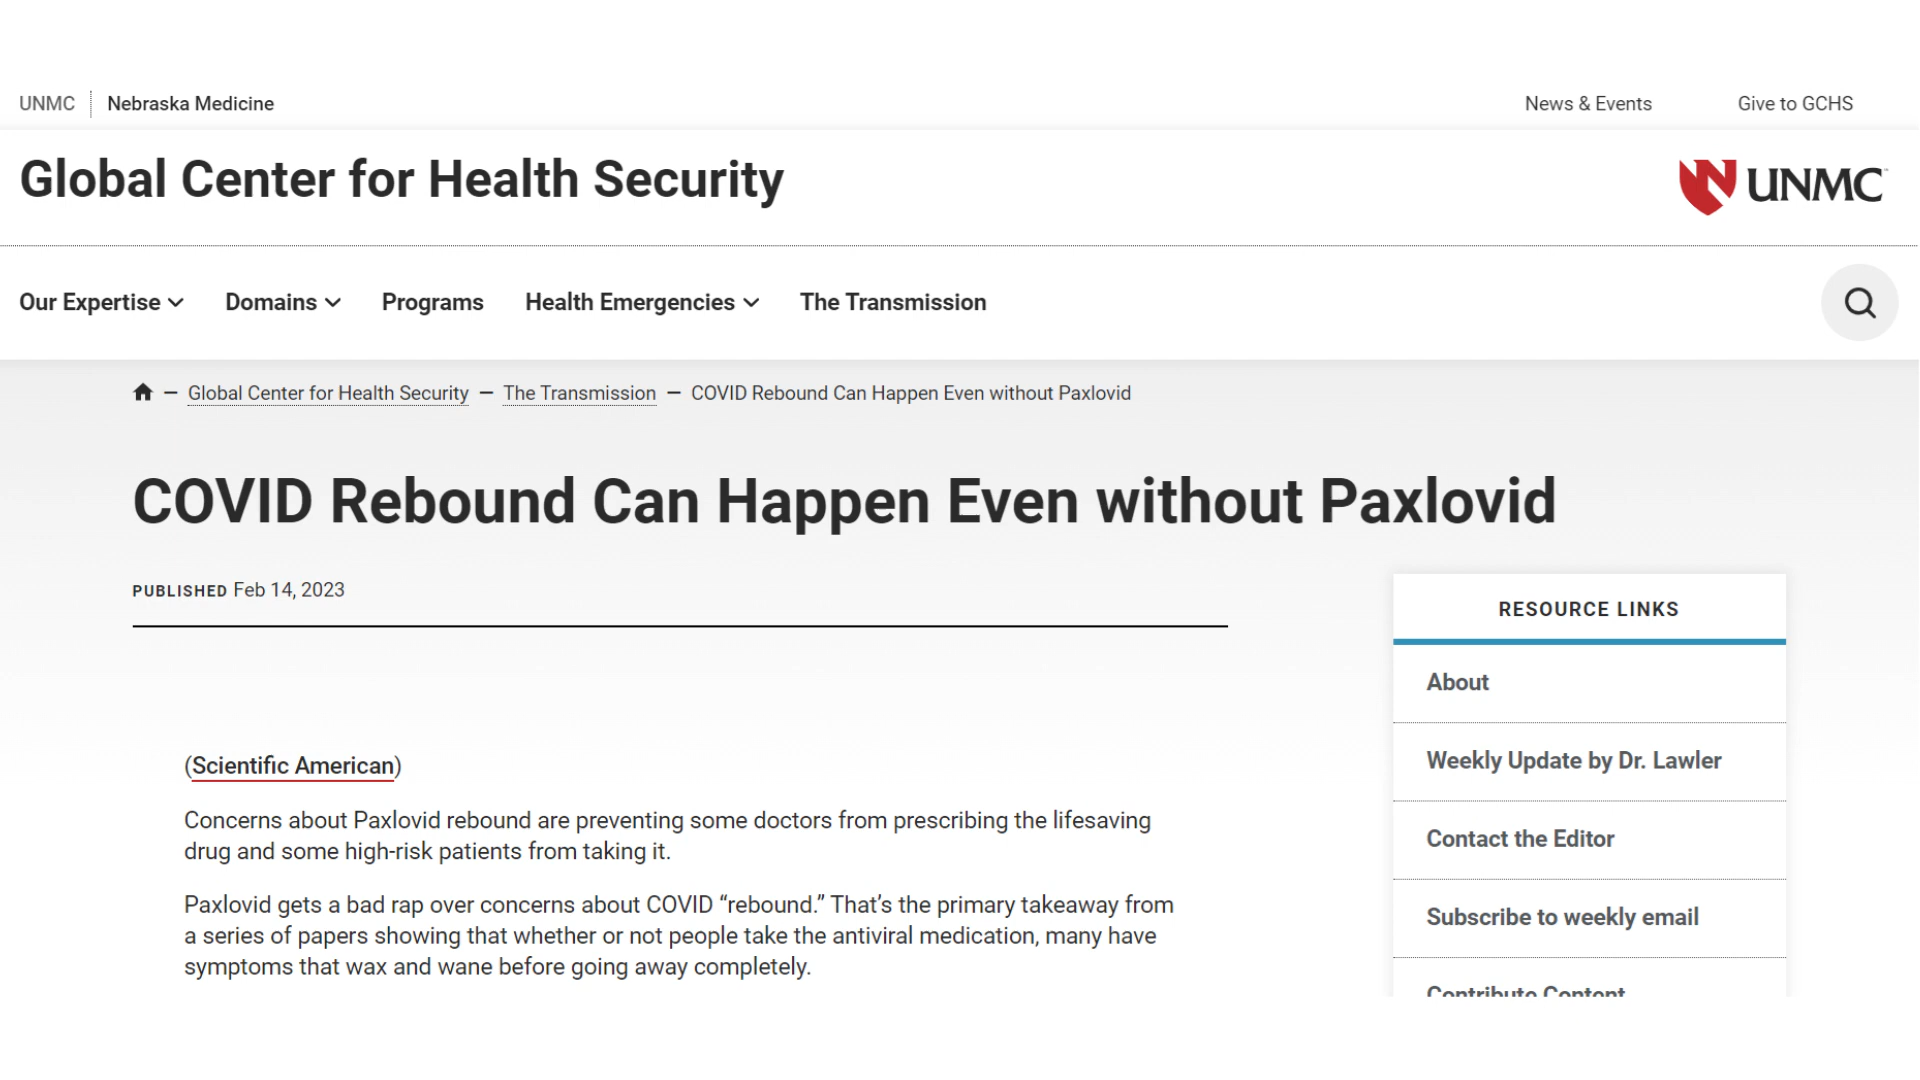 UNMC Nebraska Medicine News & Events Give to GCHS
Global Center for Health Security
UNMC
Our Expertise Domains Programs Health Emergencies The Transmission
— Global Center for Health Security — The Transmission — COVID Rebound Can Happen Even without Paxlovid
COVID Rebound Can Happen Even without Paxlovid
PUBLISHED Feb 14, 2023
(Scientific American)
Concerns about Paxlovid rebound are preventing some doctors from prescribing the lifesaving
drug and some high-risk patients from taking it.
Paxlovid gets a bad rap over concerns about COVID “rebound.” That’s the primary takeaway from
a series of papers showing that whether or not people take the antiviral medication, many have
symptoms that wax and wane before going away completely.
RESOURCE LINKS
About
Weekly Update by Dr. Lawler
Contact the Editor
Subscribe to weekly email
Contribute Content